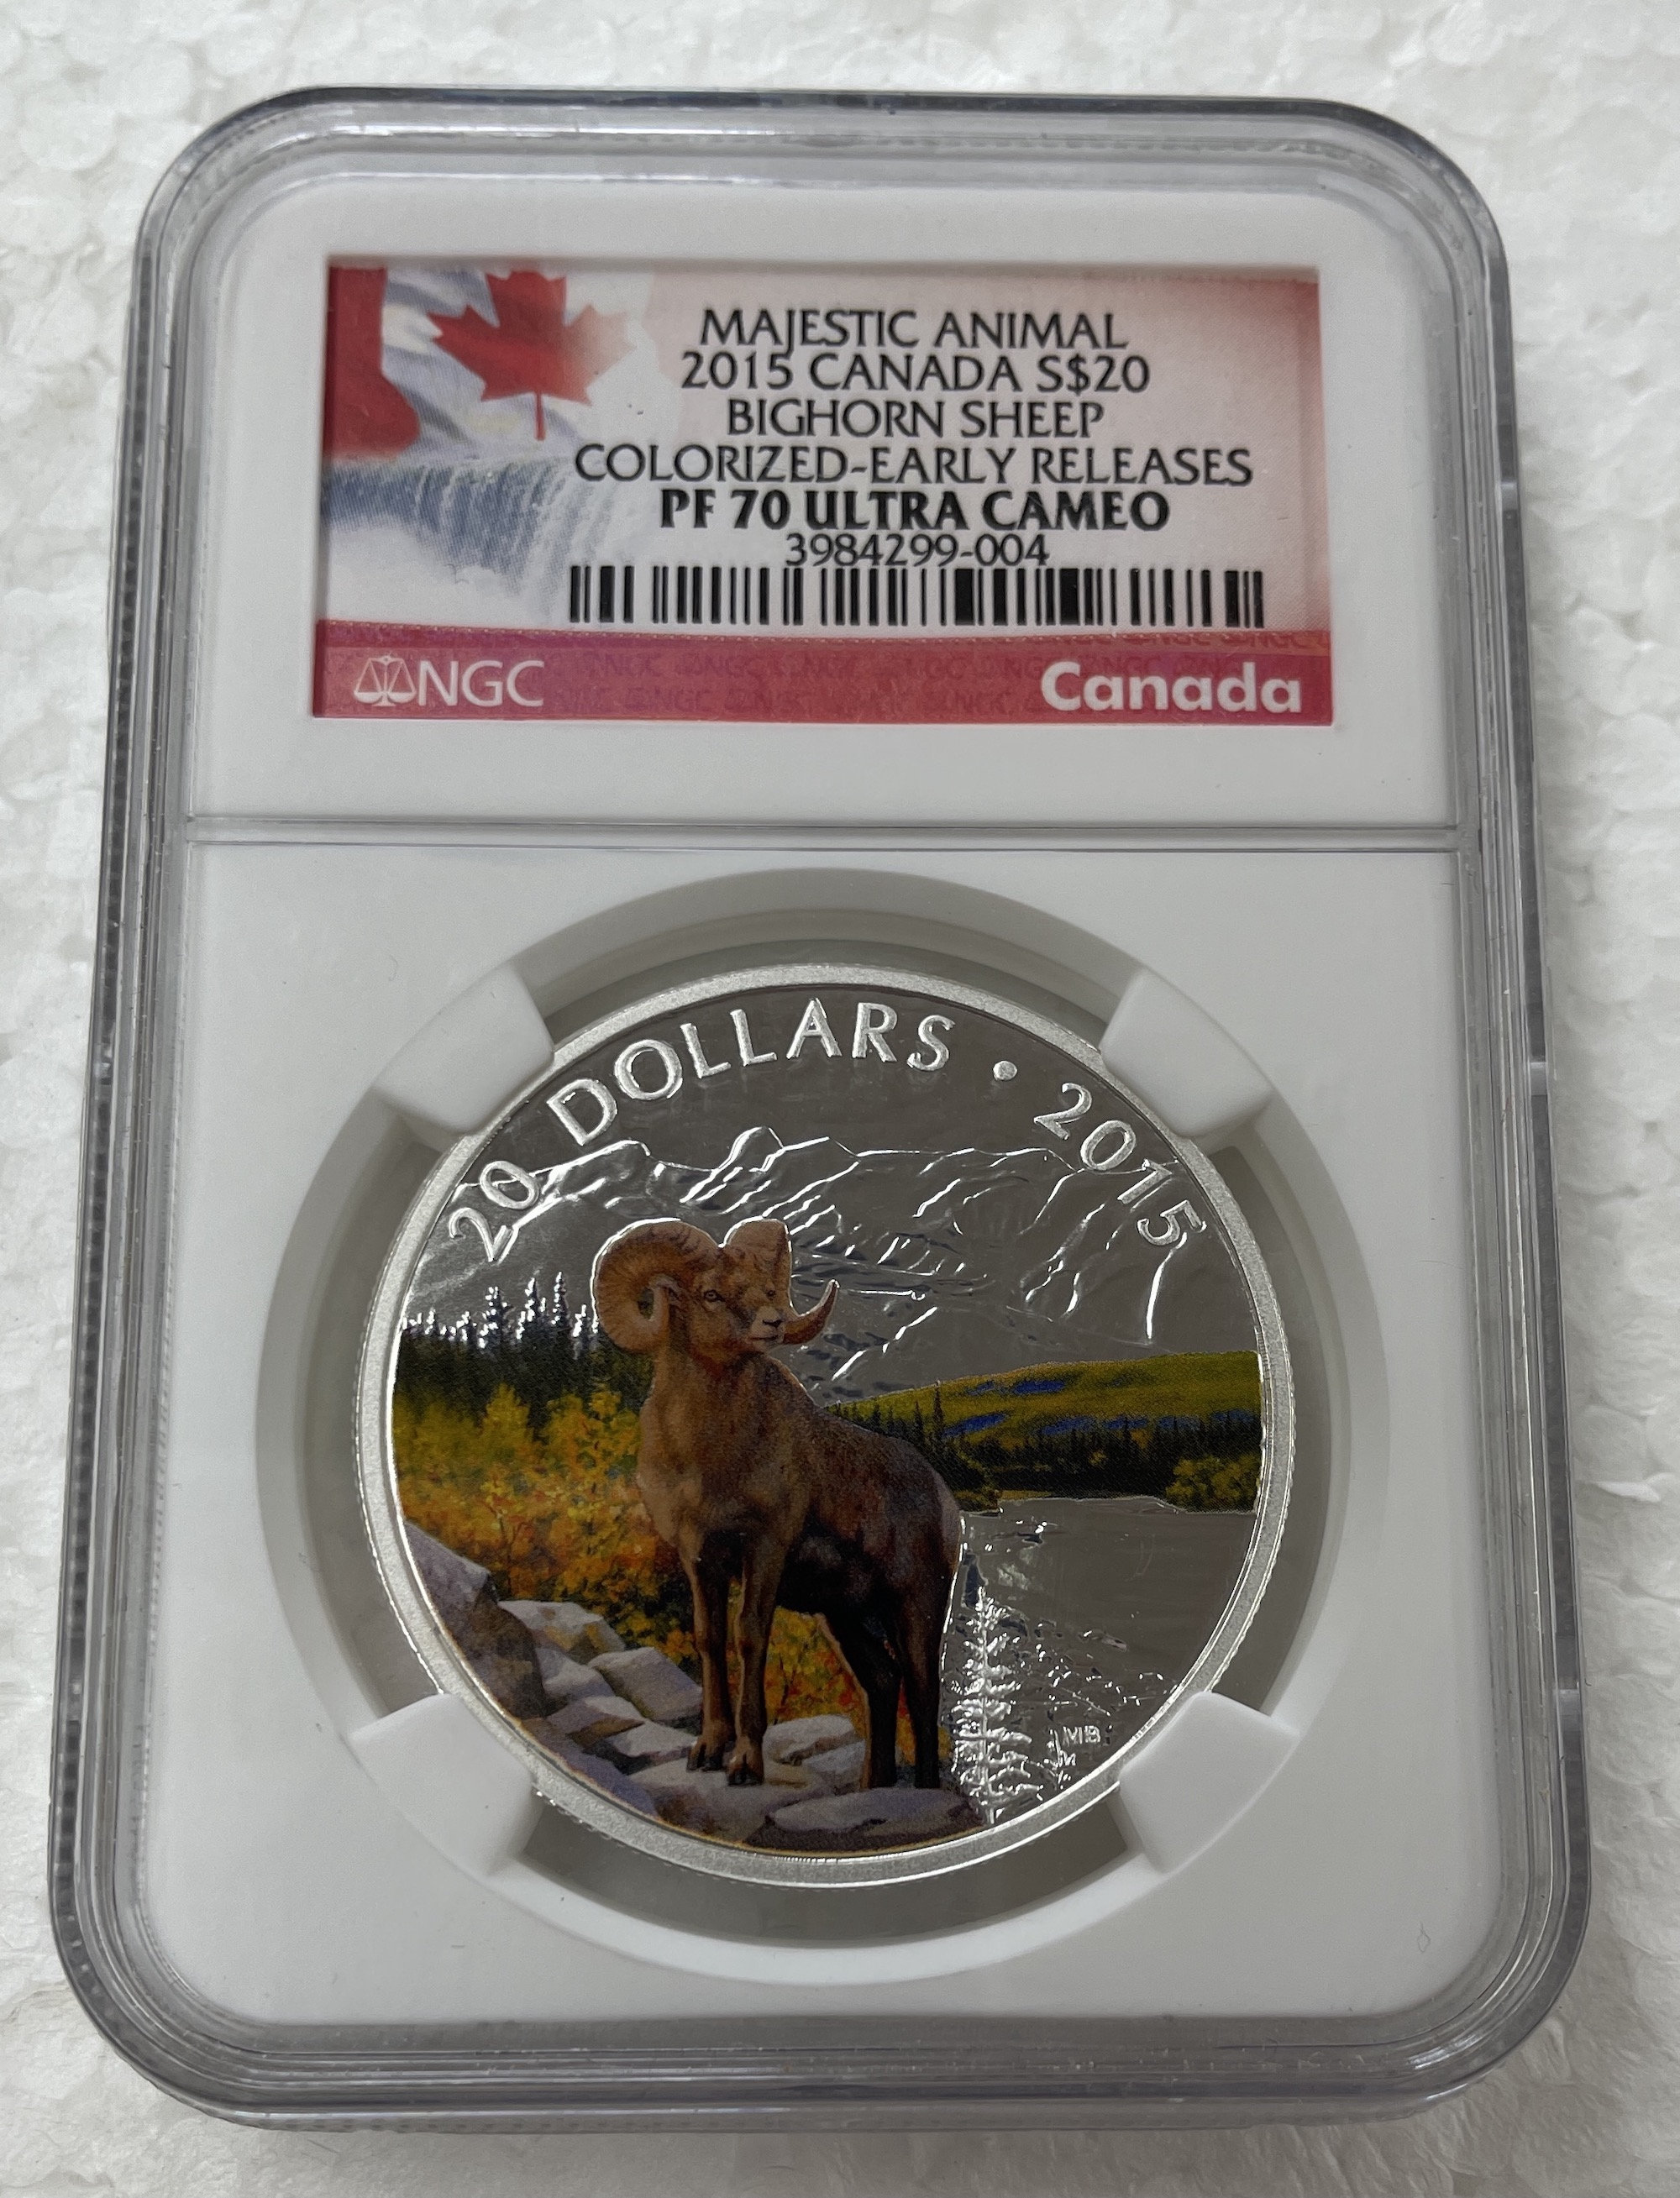 MAJESTIC ANIMAL
2015 CANADA S$20
BIGHORN SHEEP
COLORIZED-EARLY RELEASES
PF 70 ULTRA CAMEO
3984299-004
NGC
Canada
20 DOLLARS • 2015
MB